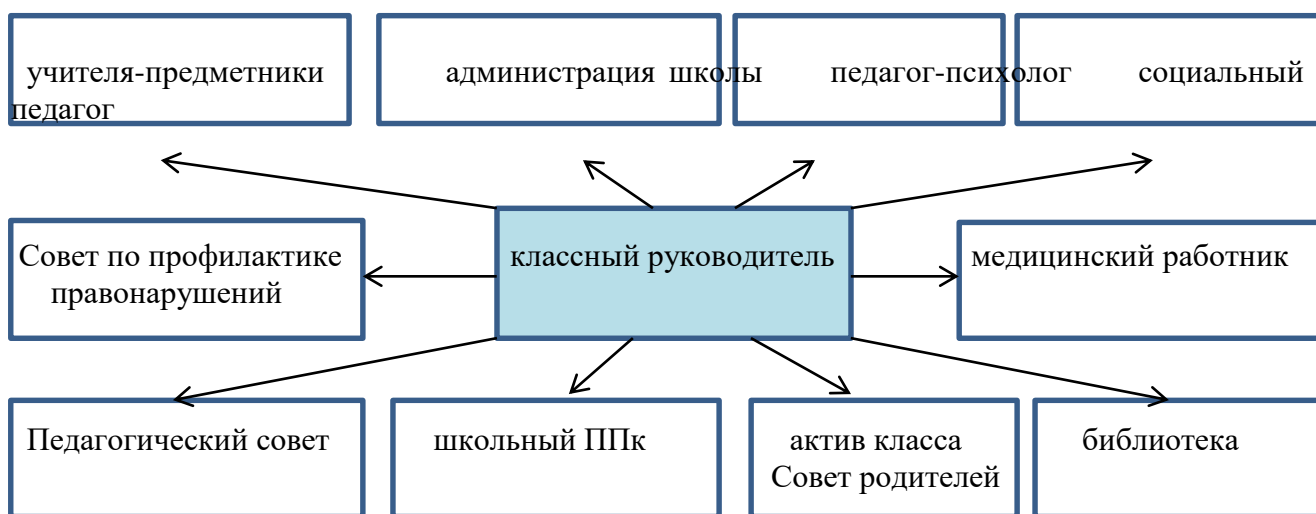 учителя-предметники администрация школы педагог-психолог социальный
педагог
Совет по профилактике классный руководитель медицинский работник
правонарушений
Педагогический совет школьный ППк актив класса библиотека
Совет родителей